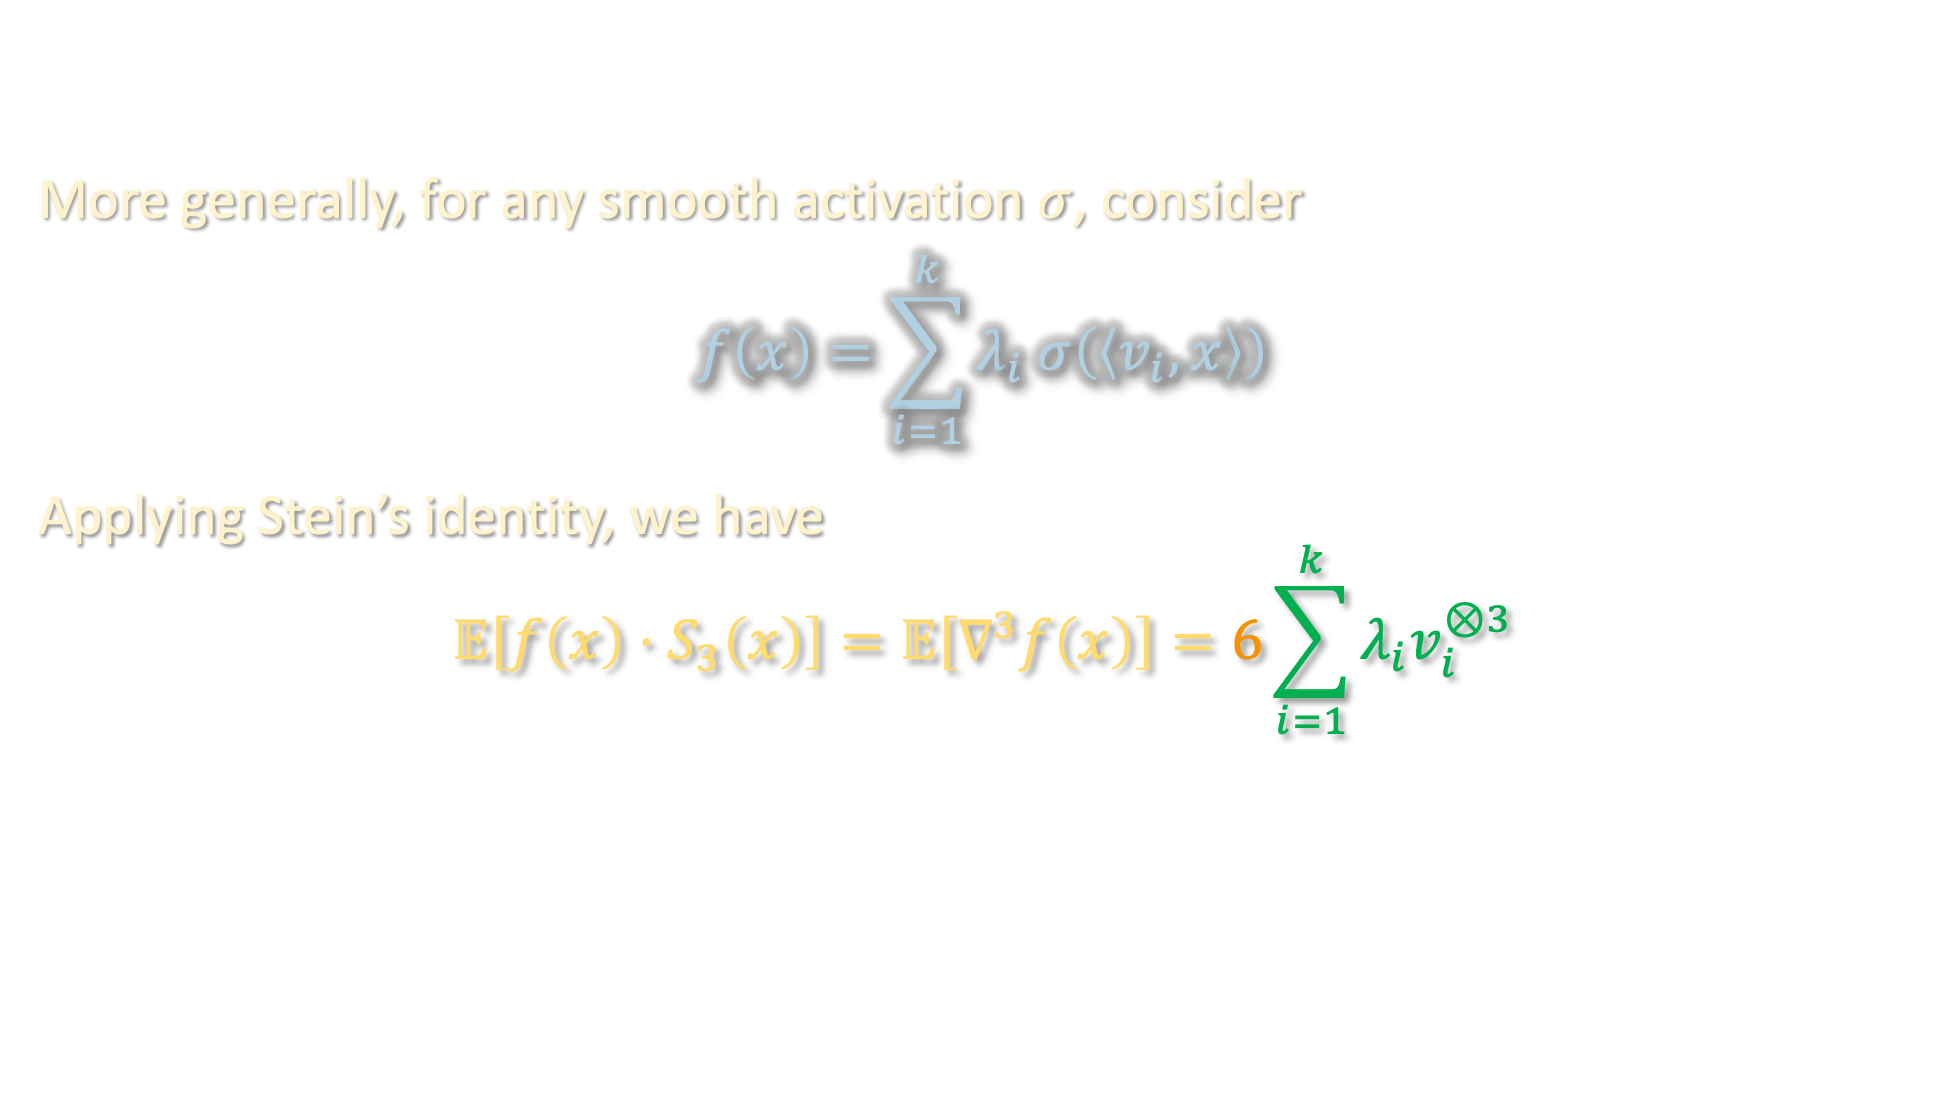 More generally, for any smooth activation σ, consider
f(x) = ∑_{i=1}^{k} λ_i σ(⟨v_i, x⟩)
Applying Stein’s identity, we have
𝔼[f(x) · S_3(x)] = 𝔼[∇^3 f(x)] = 6 ∑_{i=1}^{k} λ_i v_i^{⊗3}